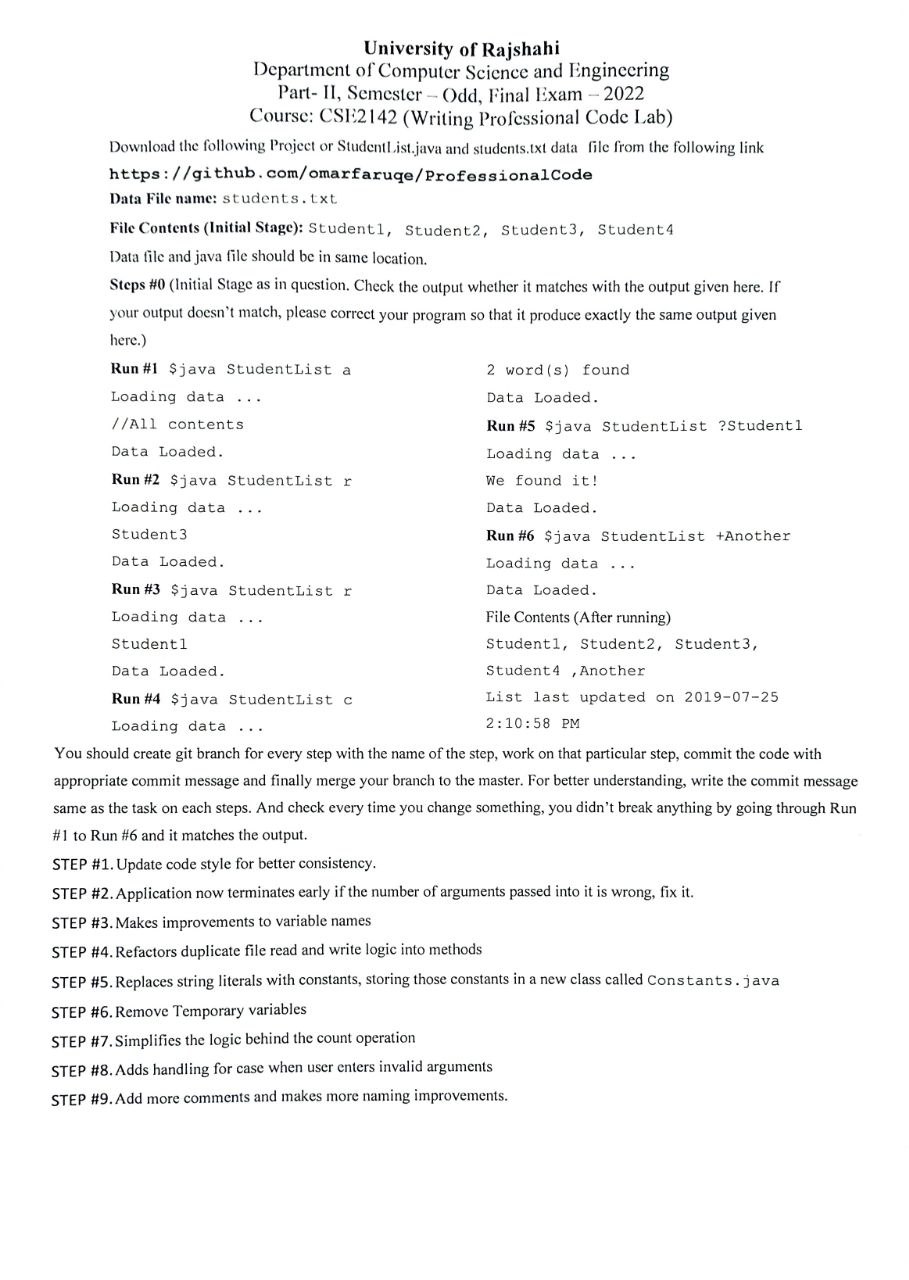 University of Rajshahi
Department of Computer Science and Engineering
Part- II, Semester – Odd, Final Exam – 2022
Course: CSE2142 (Writing Professional Code Lab)
Download the following Project or StudentList.java and students.txt data file from the following link
https://github.com/omarfaruqe/ProfessionalCode
Data File name: students.txt
File Contents (Initial Stage): Student1, Student2, Student3, Student4
Data file and java file should be in same location.
Steps #0 (Initial Stage as in question. Check the output whether it matches with the output given here. If
your output doesn't match, please correct your program so that it produce exactly the same output given
here.)
Run #1 $java StudentList a
Loading data ...
//All contents
Data Loaded.
Run #2 $java StudentList r
Loading data ...
Student3
Data Loaded.
Run #3 $java StudentList r
Loading data ...
Student1
Data Loaded.
Run #4 $java StudentList c
Loading data ...
2 word(s) found
Data Loaded.
Run #5 $java StudentList ?Student1
Loading data ...
We found it!
Data Loaded.
Run #6 $java StudentList +Another
Loading data ...
Data Loaded.
File Contents (After running)
Student1, Student2, Student3,
Student4 ,Another
List last updated on 2019-07-25
2:10:58 PM
You should create git branch for every step with the name of the step, work on that particular step, commit the code with
appropriate commit message and finally merge your branch to the master. For better understanding, write the commit message
same as the task on each steps. And check every time you change something, you didn't break anything by going through Run
#1 to Run #6 and it matches the output.
STEP #1. Update code style for better consistency.
STEP #2. Application now terminates early if the number of arguments passed into it is wrong, fix it.
STEP #3. Makes improvements to variable names
STEP #4. Refactors duplicate file read and write logic into methods
STEP #5. Replaces string literals with constants, storing those constants in a new class called Constants.java
STEP #6. Remove Temporary variables
STEP #7. Simplifies the logic behind the count operation
STEP #8. Adds handling for case when user enters invalid arguments
STEP #9. Add more comments and makes more naming improvements.